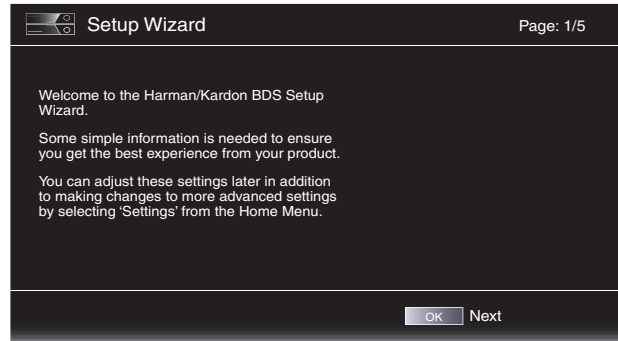 Setup Wizard
Page: 1/5
Welcome to the Harman/Kardon BDS Setup
Wizard.
Some simple information is needed to ensure
you get the best experience from your product.
You can adjust these settings later in addition
to making changes to more advanced settings
by selecting ‘Settings’ from the Home Menu.
OK Next